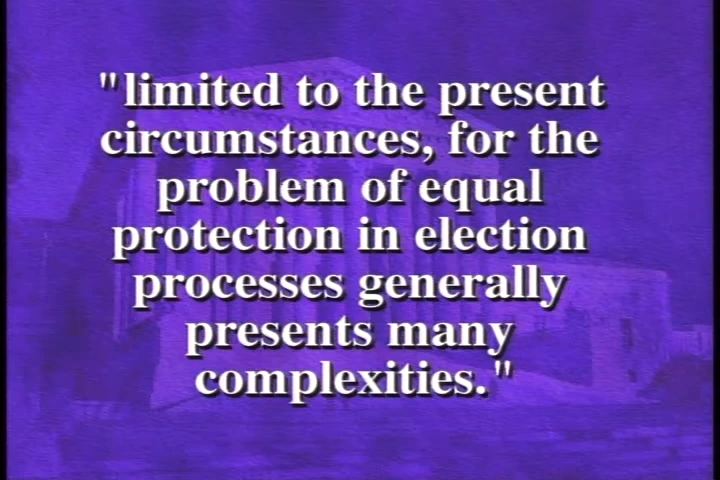 "limited to the present
circumstances, for the
problem of equal
protection in election
processes generally
presents many
complexities."